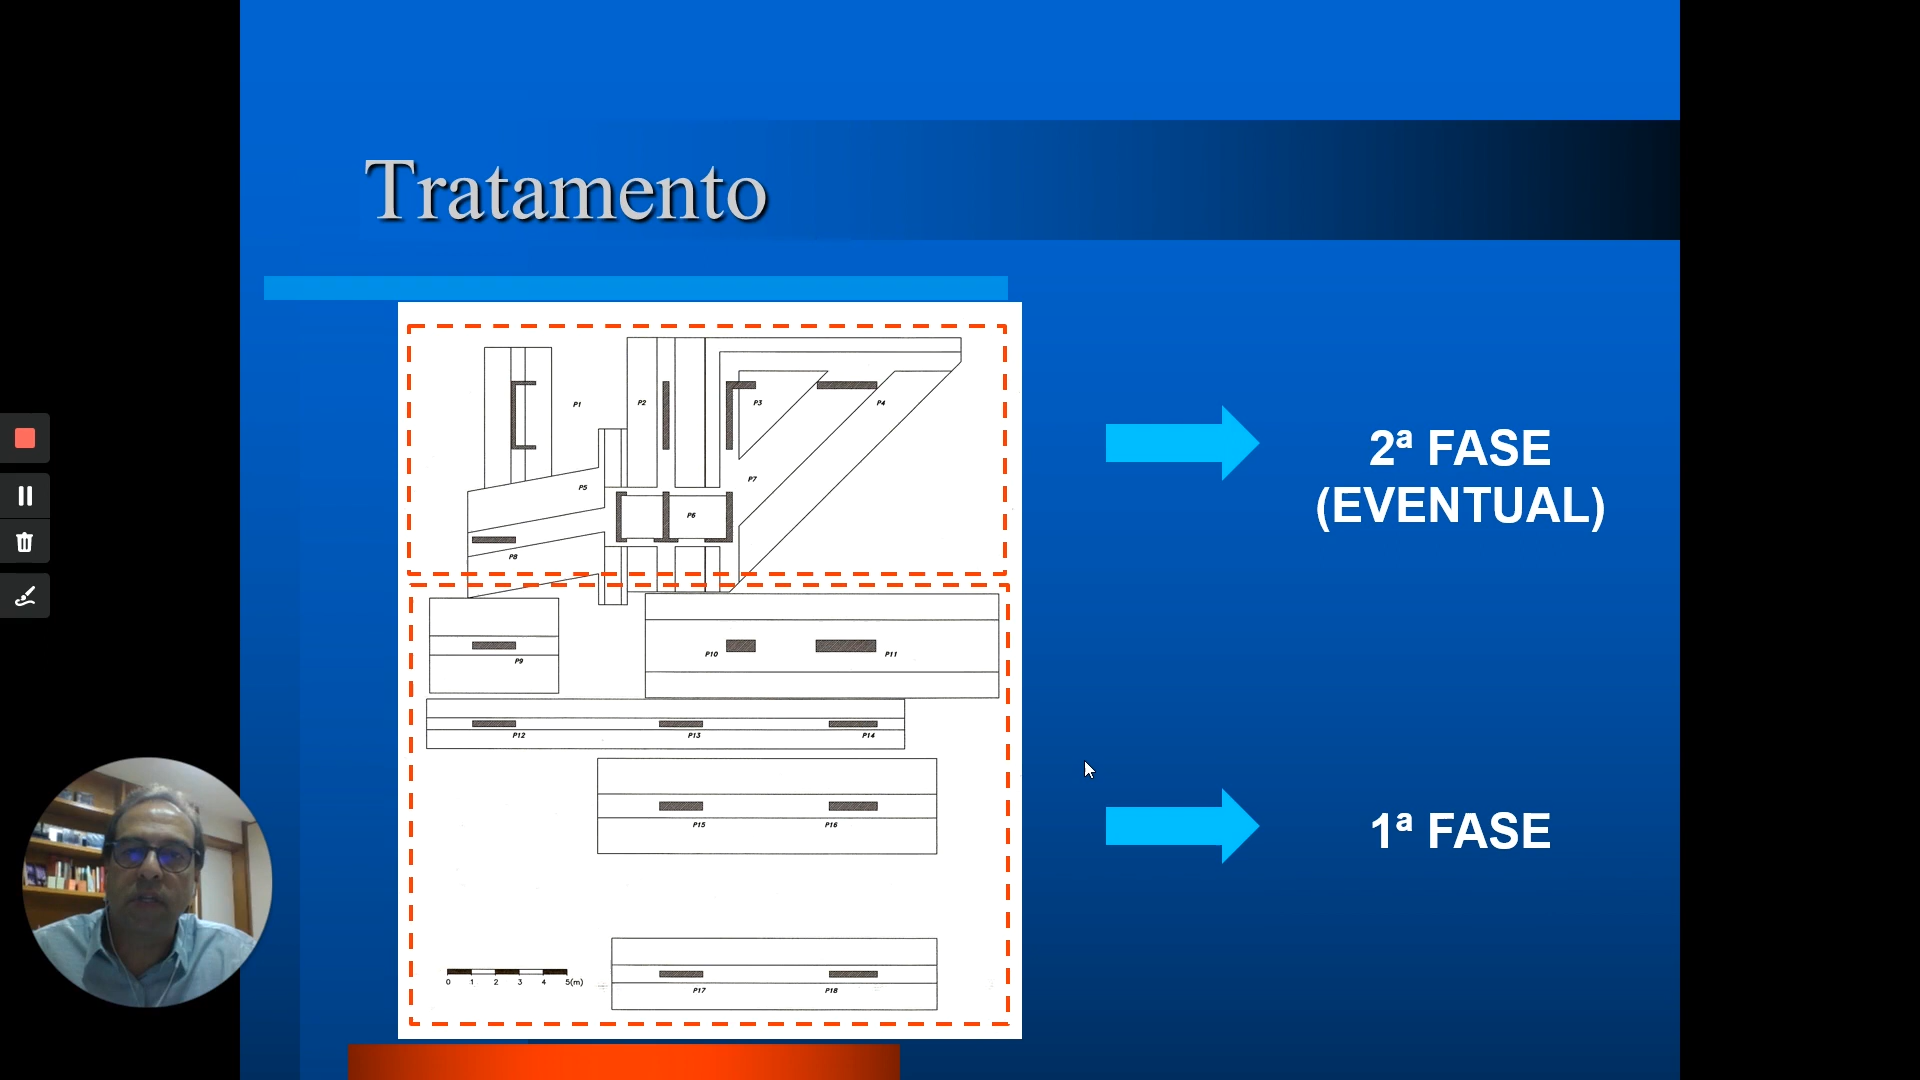 Tratamento
P1
P2
P3
P4
P5
P7
P6
P8
P9
P10
P11
P12
P13
P14
P15
P16
0 1 2 3 4 5(m)
P17
P18
2ª FASE
(EVENTUAL)
1ª FASE